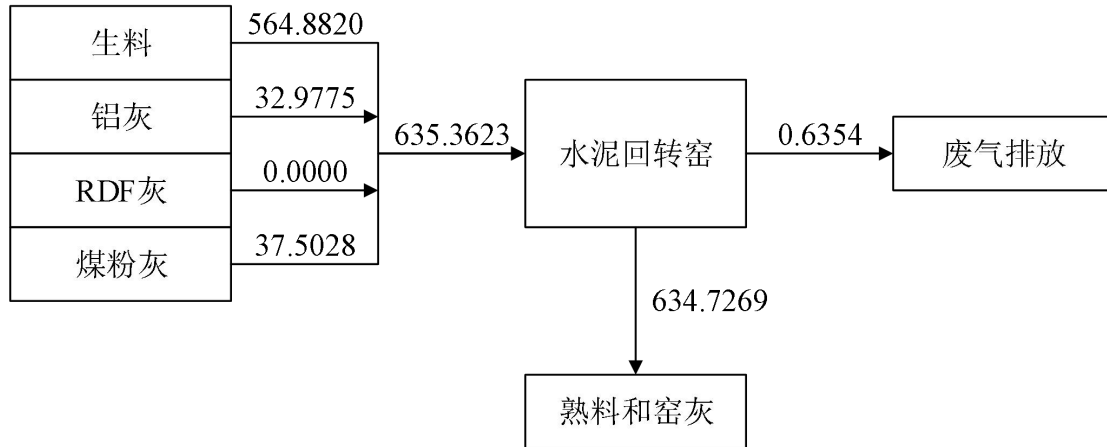 生料
564.8820
铝灰
32.9775
635.3623
水泥回转窑
0.6354
废气排放
RDF灰
0.0000
煤粉灰
37.5028
634.7269
熟料和窑灰